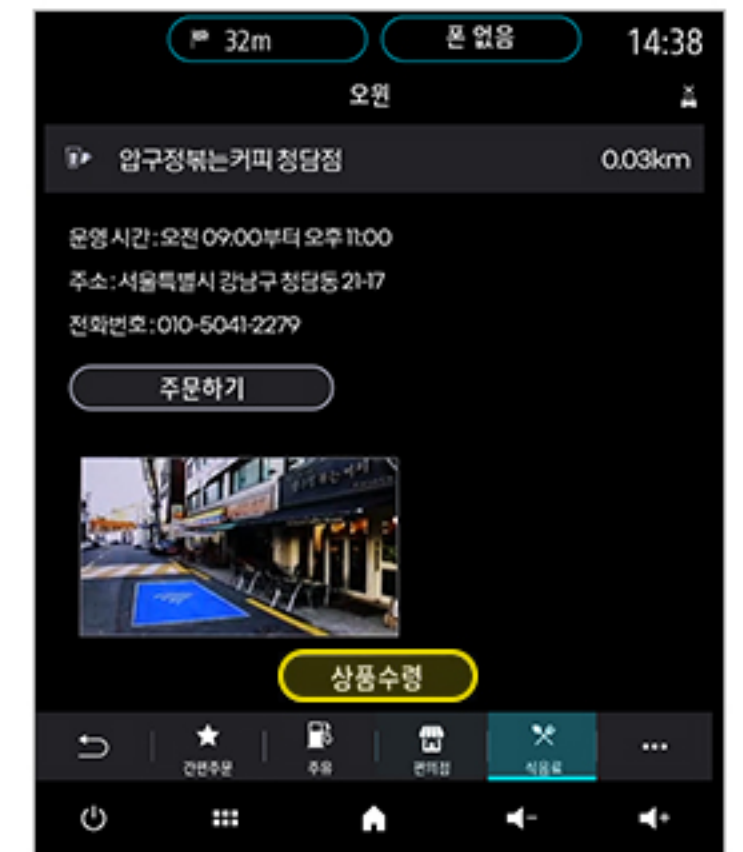 32m
폰 없음
14:38
오윈
압구정볶는커피 청담점
0.03km
운영 시간 : 오전 09:00부터 오후 11:00
주소 : 서울특별시 강남구 청담동 21-17
전화번호 : 010-5041-2279
주문하기
상품수령
간편주문
주유
편의점
식음료